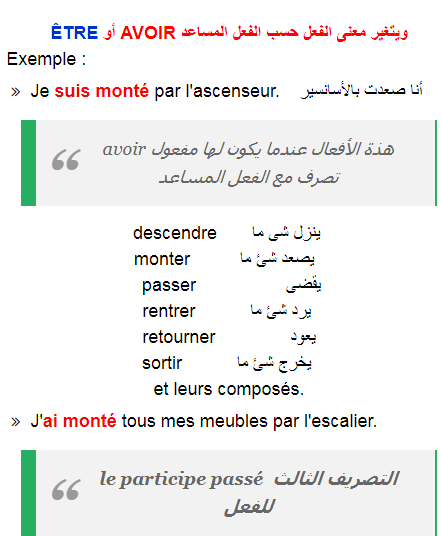 ويتغير معنى الفعل حسب الفعل المساعد AVOIR أو ÊTRE
Exemple :
» Je suis monté par l'ascenseur. أنا صعدت بالأسانسير
هذة الأفعال عندما يكون لها مفعول avoir
تصرف مع الفعل المساعد
descendre ينزل شى ما
monter يصعد شئ ما
passer يقضى
rentrer يرد شئ ما
retourner يعود
sortir يخرج شئ ما
et leurs composés.
» J'ai monté tous mes meubles par l'escalier.
التصريف الثالث le participe passé
للفعل